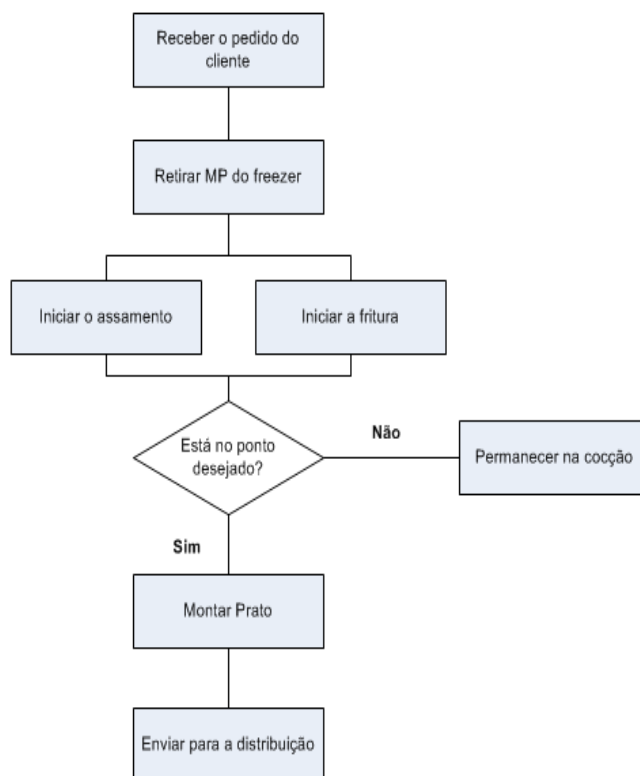 Receber o pedido do
cliente
Retirar MP do freezer
Iniciar o assamento
Iniciar a fritura
Está no ponto
desejado?
Não
Permanecer na cocção
Sim
Montar Prato
Enviar para a distribuição